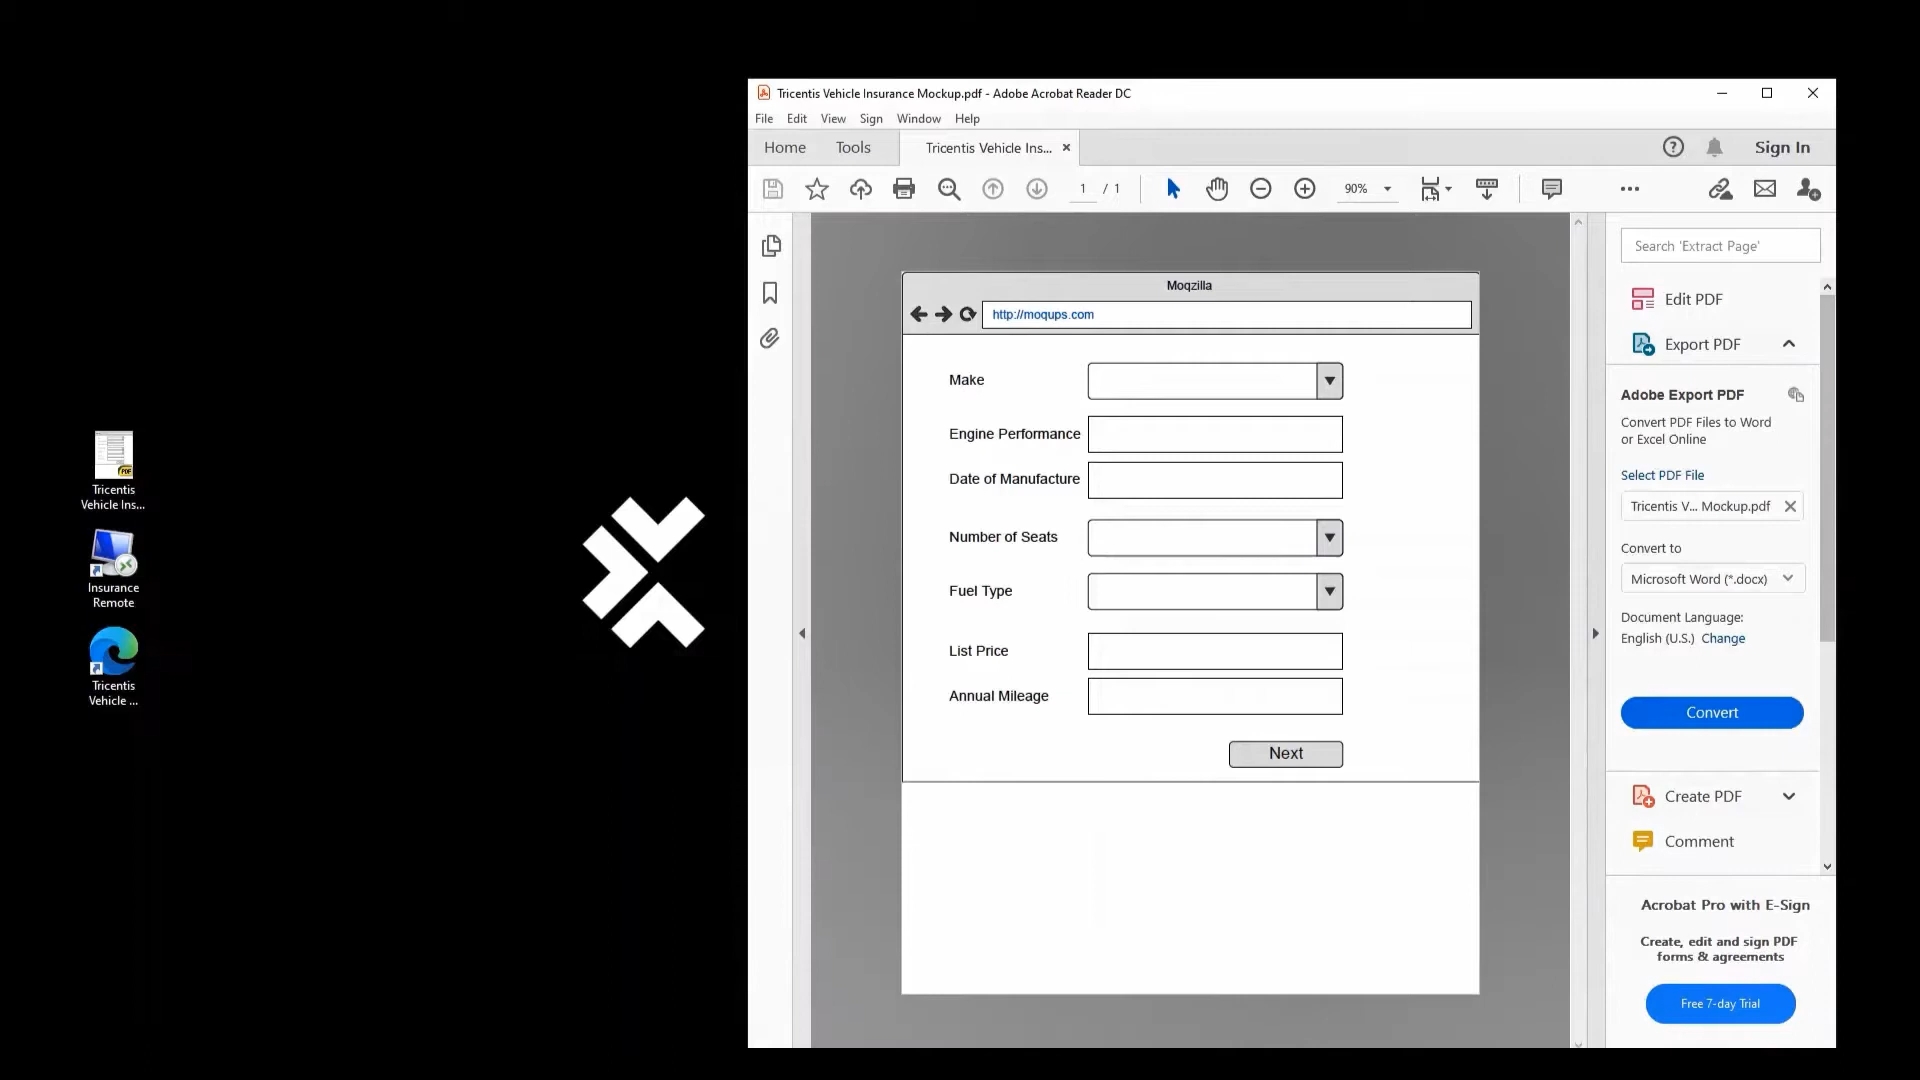 Tricentis Vehicle Insurance Mockup.pdf - Adobe Acrobat Reader DC
File Edit View Sign Window Help
Home Tools Tricentis Vehicle Ins... Sign In
1 / 1 90%
Search 'Extract Page'
Edit PDF
Export PDF
Adobe Export PDF
Convert PDF Files to Word
or Excel Online
Select PDF File
Tricentis V... Mockup.pdf
Convert to
Microsoft Word (*.docx)
Document Language:
English (U.S.) Change
Convert
Create PDF
Comment
Acrobat Pro with E-Sign
Create, edit and sign PDF
forms & agreements
Free 7-day Trial
Moqzilla
http://moqups.com
Make
Engine Performance
Date of Manufacture
Number of Seats
Fuel Type
List Price
Annual Mileage
Next
PDF
Tricentis
Vehicle Ins...
Insurance
Remote
Tricentis
Vehicle ...